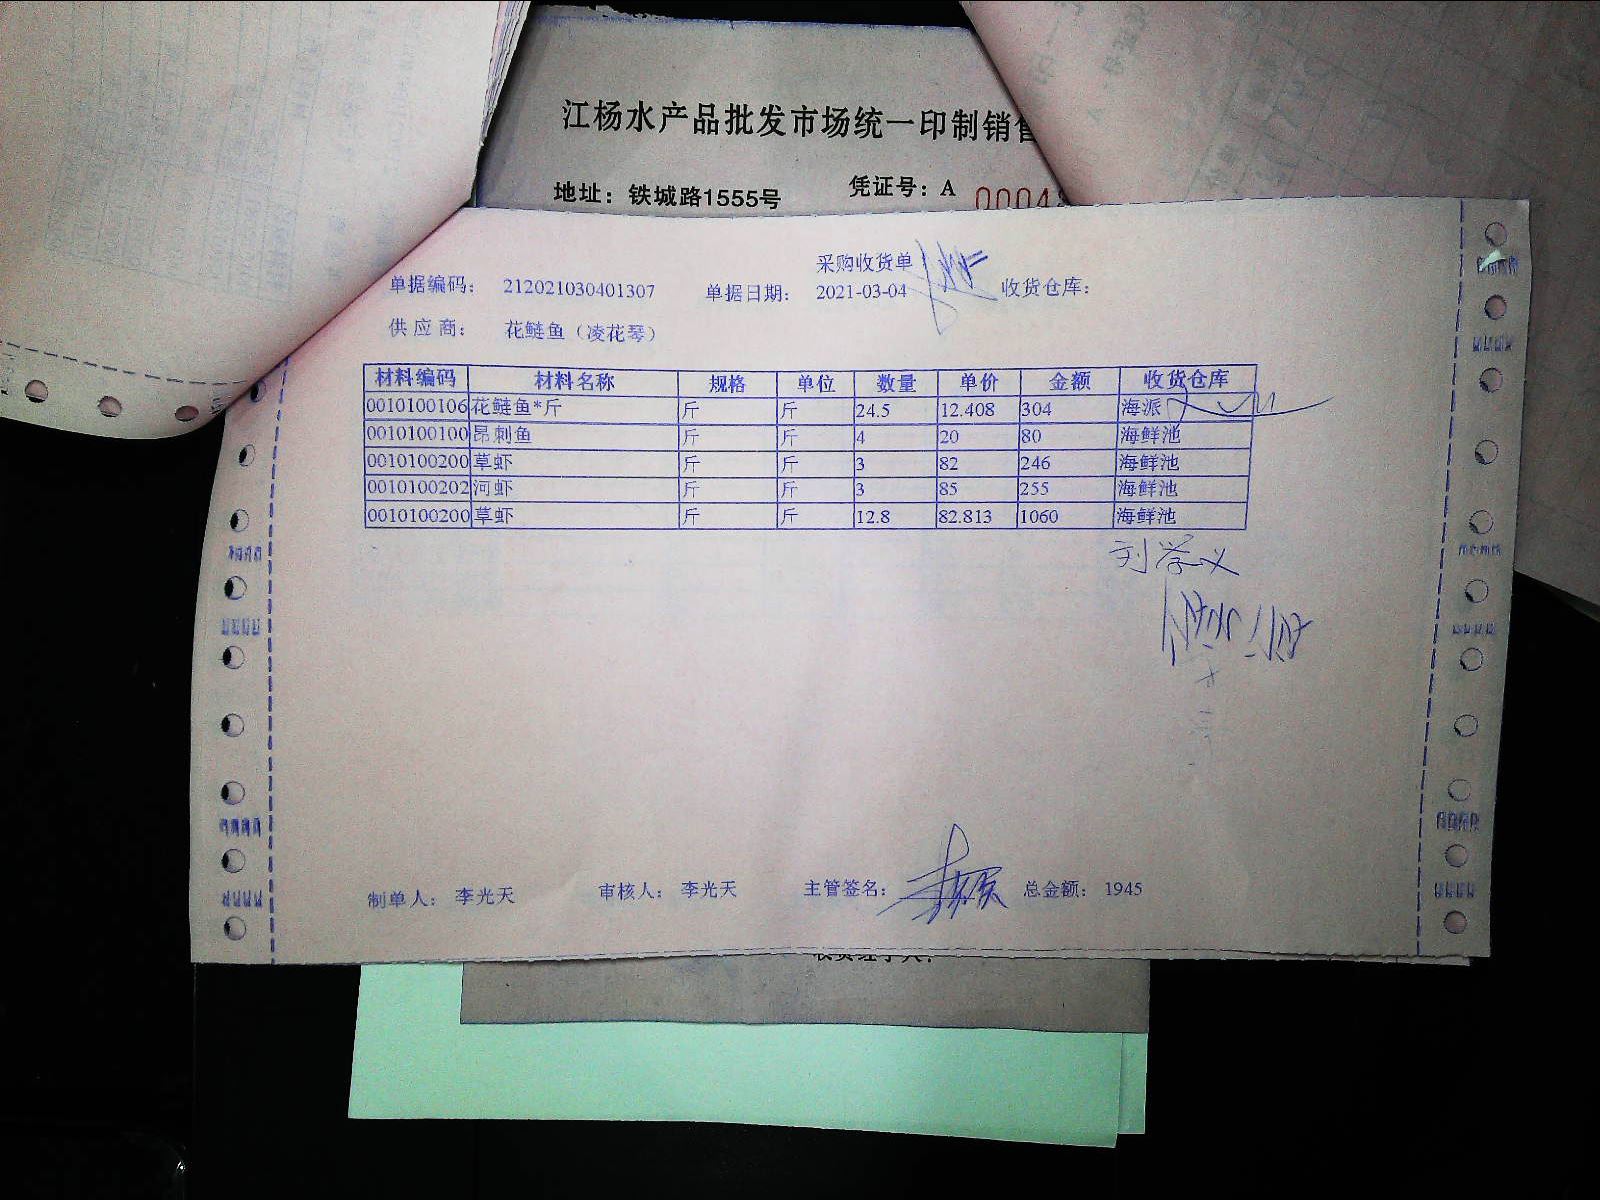 江杨水产品批发市场统一印制销售
地址：铁城路1555号 凭证号：A 00048
采购收货单
单据编码： 212021030401307 单据日期： 2021-03-04 收货仓库：
供应商： 花鲢鱼（凌花琴）
材料编码 材料名称 规格 单位 数量 单价 金额 收货仓库
0010100106 花鲢鱼*斤 斤 斤 24.5 12.408 304 海派
0010100100 昂刺鱼 斤 斤 4 20 80 海鲜池
0010100200 草虾 斤 斤 3 82 246 海鲜池
0010100202 河虾 斤 斤 3 85 255 海鲜池
0010100200 草虾 斤 斤 12.8 82.813 1060 海鲜池
刘学义
制单人： 李光天 审核人： 李光天 主管签名： 总金额： 1945